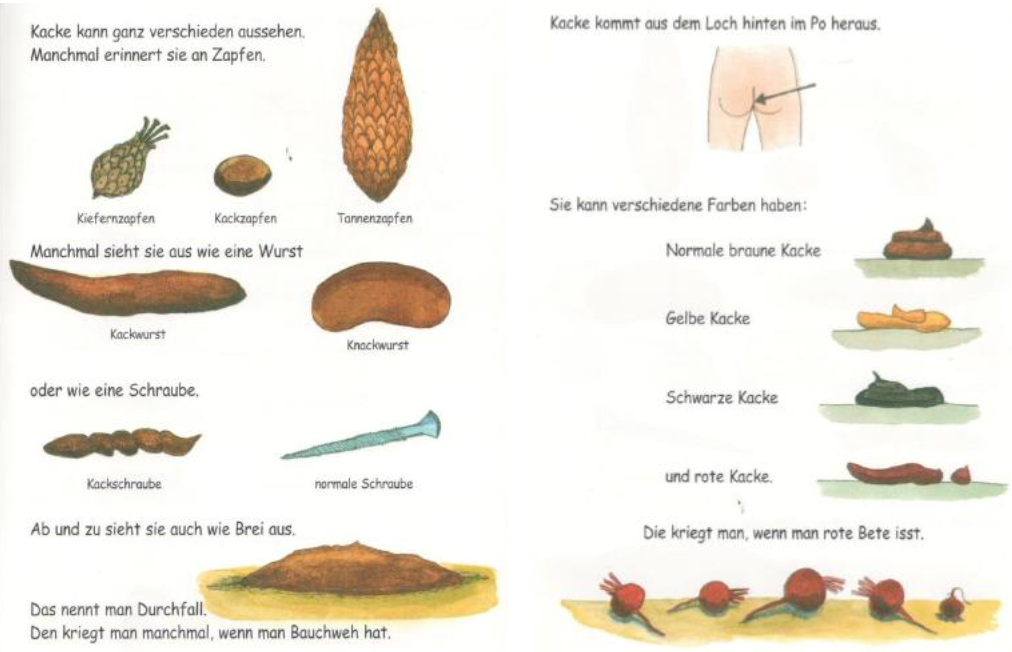 Kacke kann ganz verschieden aussehen.
Manchmal erinnert sie an Zapfen.
Kiefernzapfen
Kackzapfen
Tannenzapfen
Manchmal sieht sie aus wie eine Wurst
Kackwurst
Knackwurst
oder wie eine Schraube.
Kackschraube
normale Schraube
Ab und zu sieht sie auch wie Brei aus.
Das nennt man Durchfall.
Den kriegt man manchmal, wenn man Bauchweh hat.
Kacke kommt aus dem Loch hinten im Po heraus.
Sie kann verschiedene Farben haben:
Normale braune Kacke
Gelbe Kacke
Schwarze Kacke
und rote Kacke.
Die kriegt man, wenn man rote Bete isst.